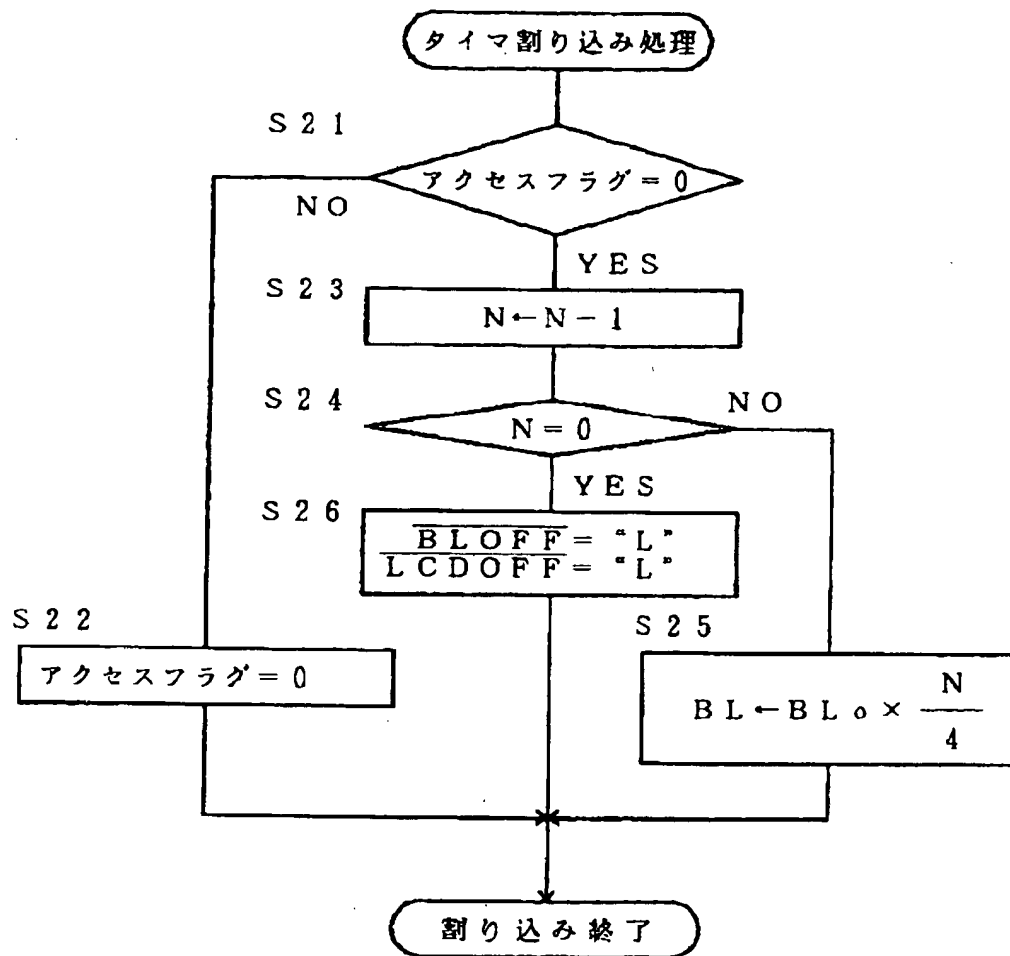 タイマ割り込み処理
S21
アクセスフラグ=0
NO
YES
S23
N←N-1
S24
NO
N=0
YES
S26
B̅L̅O̅F̅F̅="L"
L̅C̅D̅O̅F̅F̅="L"
S22
S25
アクセスフラグ=0
BL←BLo×N/4
割り込み終了